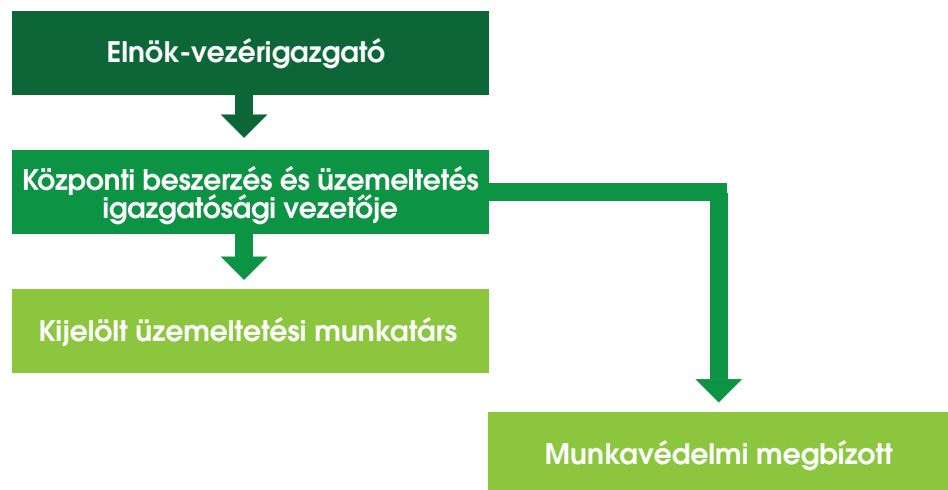 Elnök-vezérigazgató
Központi beszerzés és üzemeltetés
igazgatósági vezetője
Kijelölt üzemeltetési munkatárs
Munkavédelmi megbízott